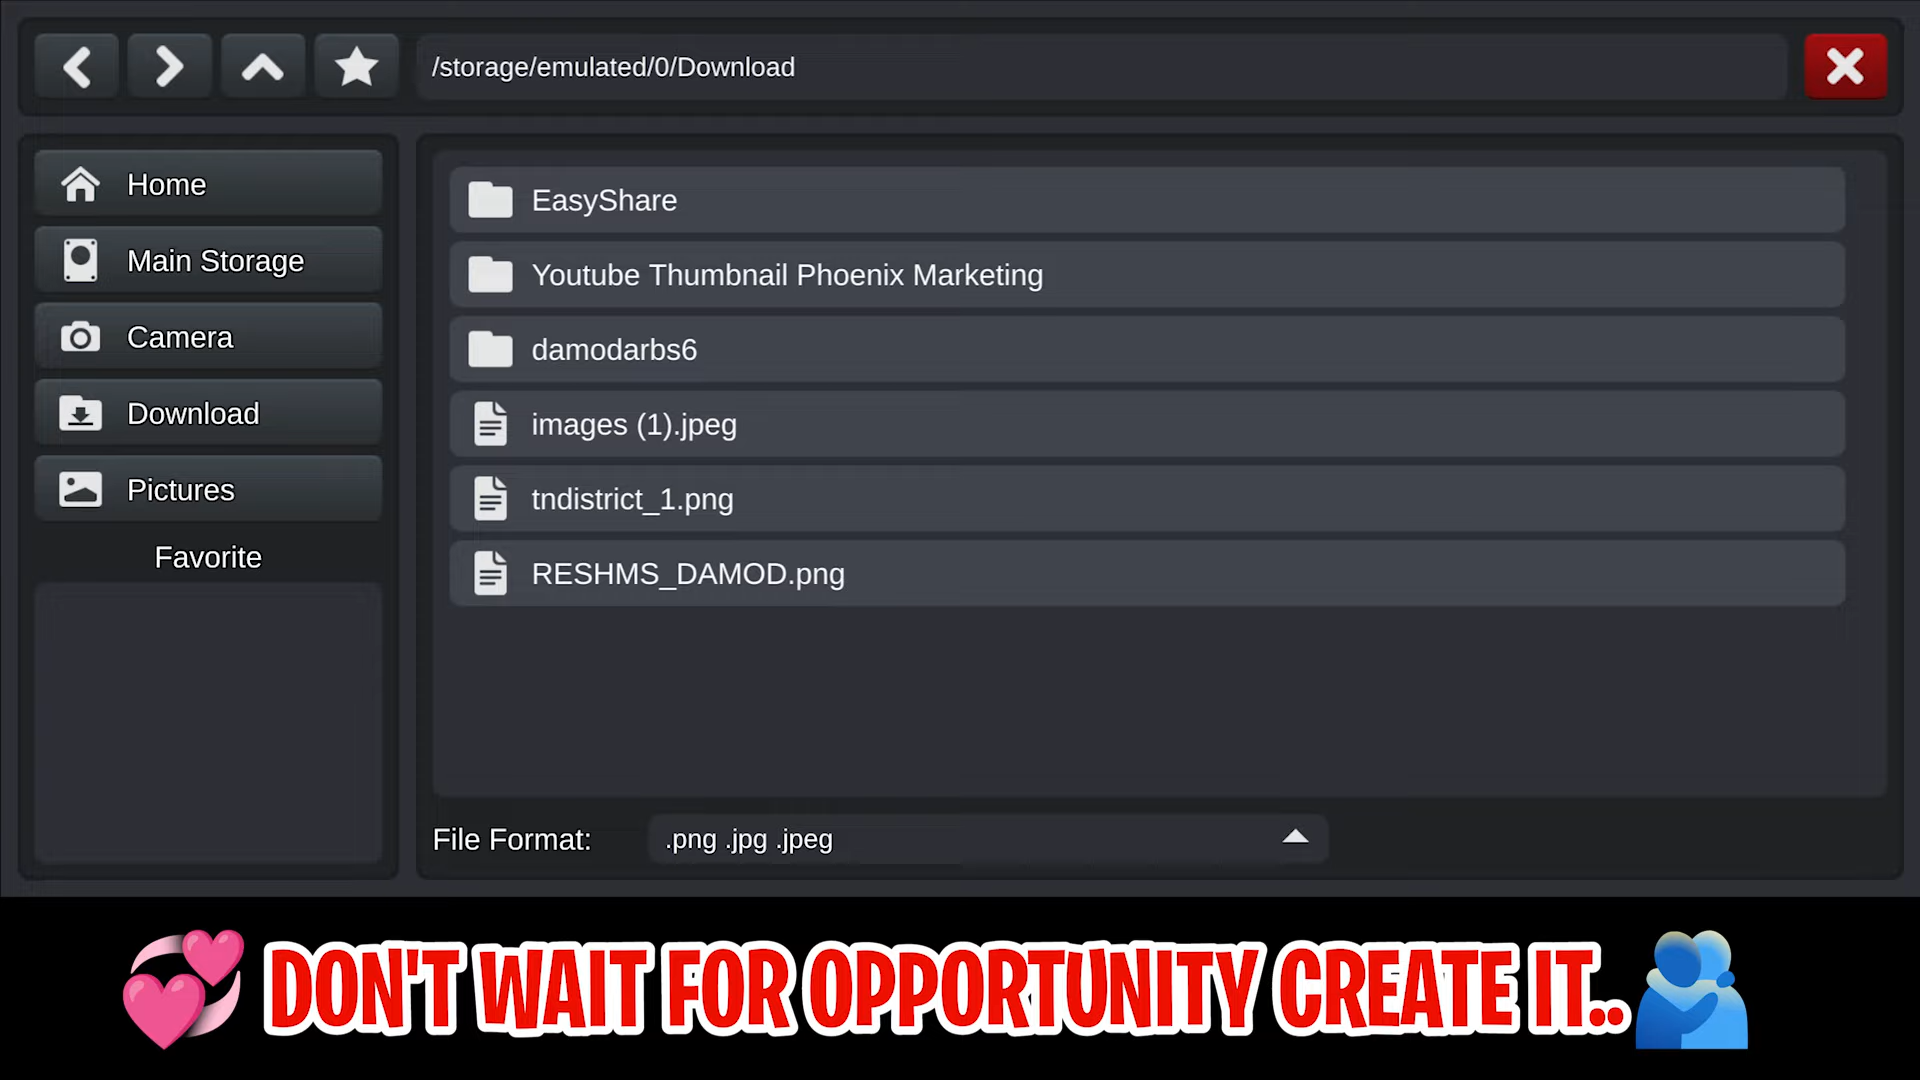 /storage/emulated/0/Download
Home
Main Storage
Camera
Download
Pictures
Favorite
EasyShare
Youtube Thumbnail Phoenix Marketing
damodarbs6
images (1).jpeg
tndistrict_1.png
RESHMS_DAMOD.png
File Format: .png .jpg .jpeg
DON'T WAIT FOR OPPORTUNITY CREATE IT..